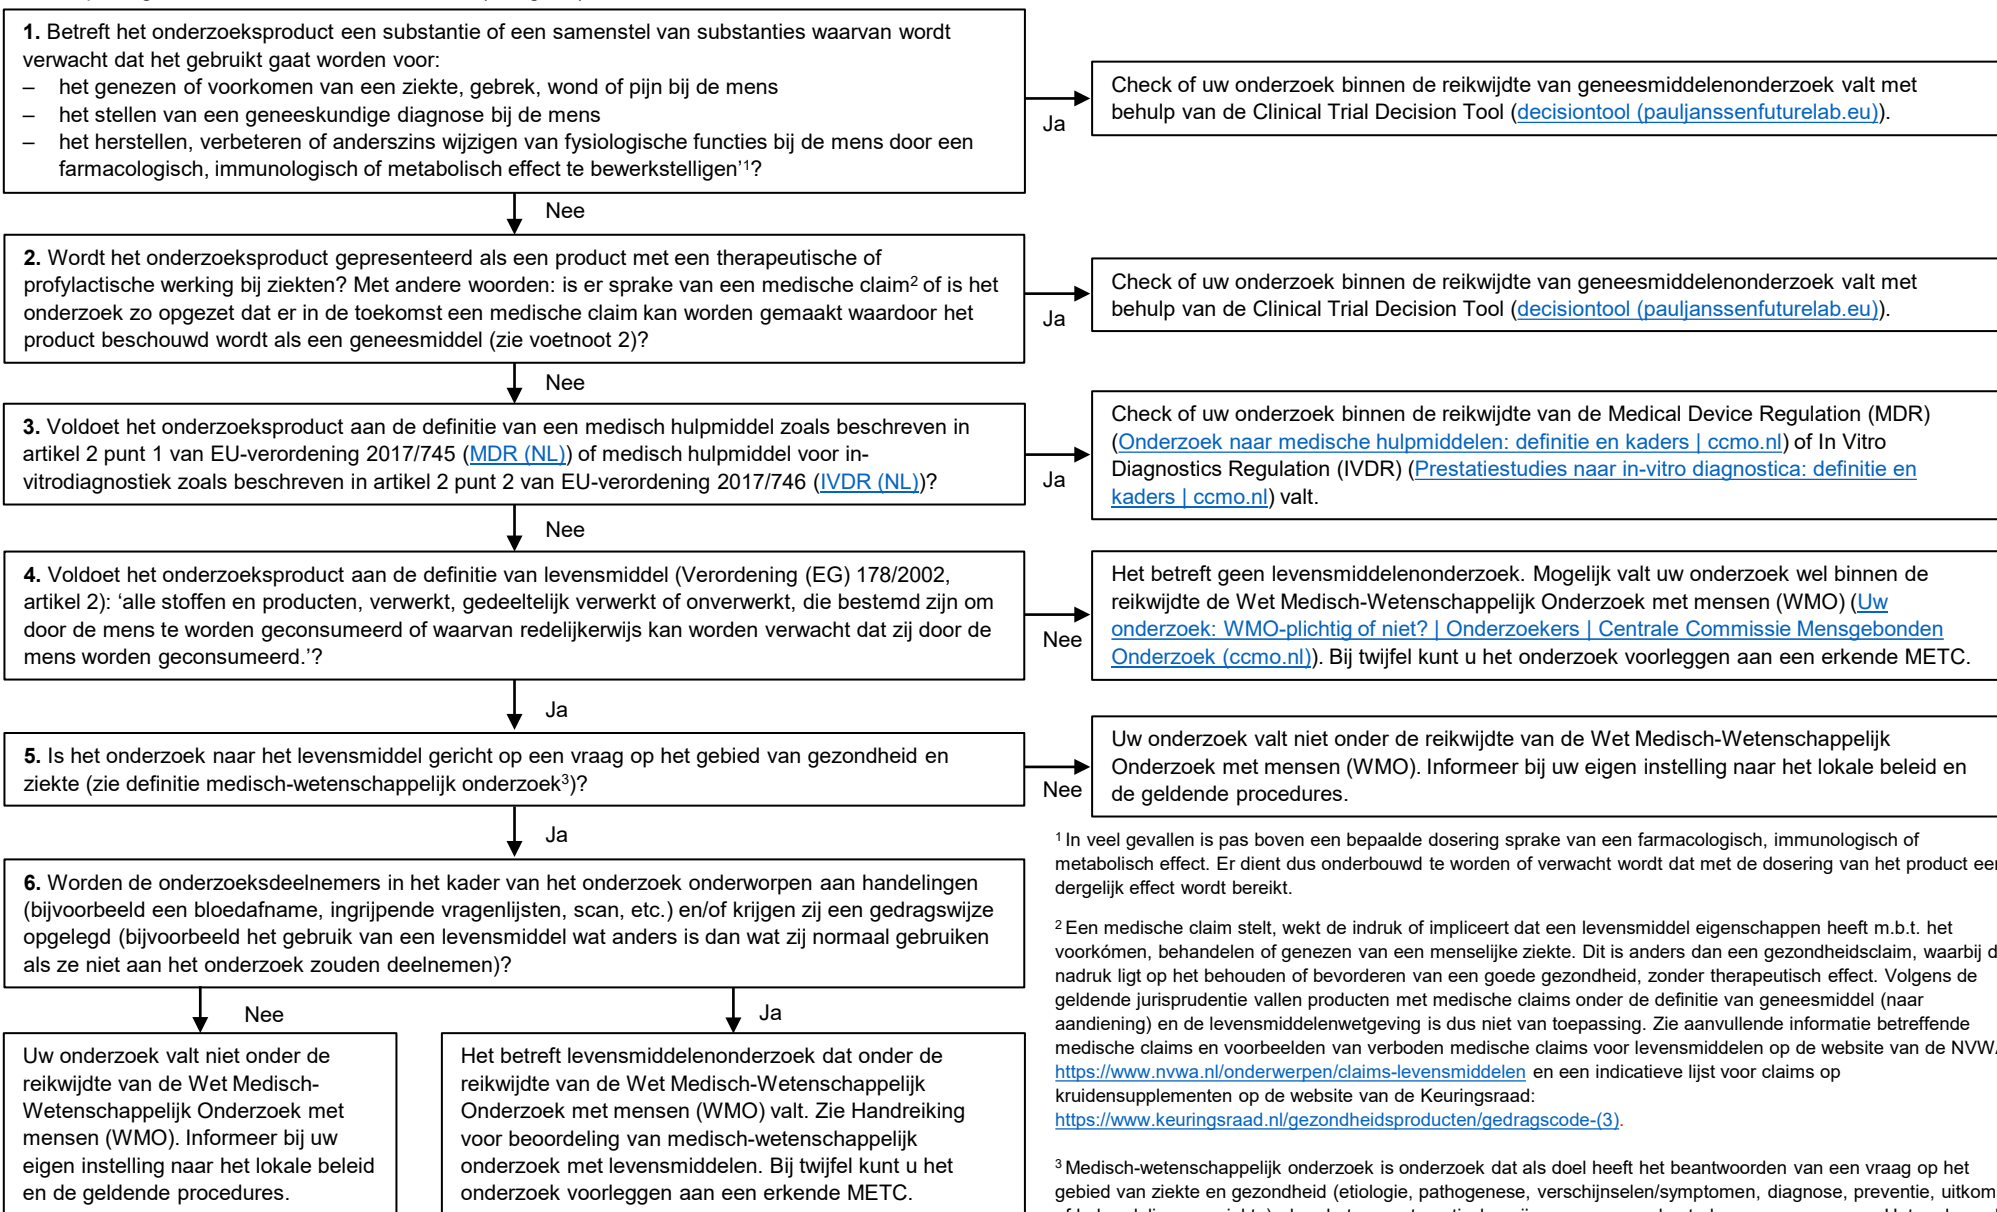 1. Betreft het onderzoeksproduct een substantie of een samenstel van substanties waarvan wordt
verwacht dat het gebruikt gaat worden voor:
– het genezen of voorkomen van een ziekte, gebrek, wond of pijn bij de mens
– het stellen van een geneeskundige diagnose bij de mens
– het herstellen, verbeteren of anderszins wijzigen van fysiologische functies bij de mens door een
farmacologisch, immunologisch of metabolisch effect te bewerkstelligen’¹?
Ja
Check of uw onderzoek binnen de reikwijdte van geneesmiddelenonderzoek valt met
behulp van de Clinical Trial Decision Tool (decisiontool (pauljanssenfuturelab.eu)).
Nee
2. Wordt het onderzoeksproduct gepresenteerd als een product met een therapeutische of
profylactische werking bij ziekten? Met andere woorden: is er sprake van een medische claim² of is het
onderzoek zo opgezet dat er in de toekomst een medische claim kan worden gemaakt waardoor het
product beschouwd wordt als een geneesmiddel (zie voetnoot 2)?
Ja
Check of uw onderzoek binnen de reikwijdte van geneesmiddelenonderzoek valt met
behulp van de Clinical Trial Decision Tool (decisiontool (pauljanssenfuturelab.eu)).
Nee
3. Voldoet het onderzoeksproduct aan de definitie van een medisch hulpmiddel zoals beschreven in
artikel 2 punt 1 van EU-verordening 2017/745 (MDR (NL)) of medisch hulpmiddel voor in-
vitrodiagnostiek zoals beschreven in artikel 2 punt 2 van EU-verordening 2017/746 (IVDR (NL))?
Ja
Check of uw onderzoek binnen de reikwijdte van de Medical Device Regulation (MDR)
(Onderzoek naar medische hulpmiddelen: definitie en kaders | ccmo.nl) of In Vitro
Diagnostics Regulation (IVDR) (Prestatiestudies naar in-vitro diagnostica: definitie en
kaders | ccmo.nl) valt.
Nee
4. Voldoet het onderzoeksproduct aan de definitie van levensmiddel (Verordening (EG) 178/2002,
artikel 2): ‘alle stoffen en producten, verwerkt, gedeeltelijk verwerkt of onverwerkt, die bestemd zijn om
door de mens te worden geconsumeerd of waarvan redelijkerwijs kan worden verwacht dat zij door de
mens worden geconsumeerd.’?
Nee
Het betreft geen levensmiddelenonderzoek. Mogelijk valt uw onderzoek wel binnen de
reikwijdte de Wet Medisch-Wetenschappelijk Onderzoek met mensen (WMO) (Uw
onderzoek: WMO-plichtig of niet? | Onderzoekers | Centrale Commissie Mensgebonden
Onderzoek (ccmo.nl)). Bij twijfel kunt u het onderzoek voorleggen aan een erkende METC.
Ja
5. Is het onderzoek naar het levensmiddel gericht op een vraag op het gebied van gezondheid en
ziekte (zie definitie medisch-wetenschappelijk onderzoek³)?
Nee
Uw onderzoek valt niet onder de reikwijdte van de Wet Medisch-Wetenschappelijk
Onderzoek met mensen (WMO). Informeer bij uw eigen instelling naar het lokale beleid en
de geldende procedures.
Ja
6. Worden de onderzoeksdeelnemers in het kader van het onderzoek onderworpen aan handelingen
(bijvoorbeeld een bloedafname, ingrijpende vragenlijsten, scan, etc.) en/of krijgen zij een gedragswijze
opgelegd (bijvoorbeeld het gebruik van een levensmiddel wat anders is dan wat zij normaal gebruiken
als ze niet aan het onderzoek zouden deelnemen)?
Nee
Uw onderzoek valt niet onder de
reikwijdte van de Wet Medisch-
Wetenschappelijk Onderzoek met
mensen (WMO). Informeer bij uw
eigen instelling naar het lokale beleid
en de geldende procedures.
Ja
Het betreft levensmiddelenonderzoek dat onder de
reikwijdte van de Wet Medisch-Wetenschappelijk
Onderzoek met mensen (WMO) valt. Zie Handreiking
voor beoordeling van medisch-wetenschappelijk
onderzoek met levensmiddelen. Bij twijfel kunt u het
onderzoek voorleggen aan een erkende METC.
¹ In veel gevallen is pas boven een bepaalde dosering sprake van een farmacologisch, immunologisch of
metabolisch effect. Er dient dus onderbouwd te worden of verwacht wordt dat met de dosering van het product een
dergelijk effect wordt bereikt.
² Een medische claim stelt, wekt de indruk of impliceert dat een levensmiddel eigenschappen heeft m.b.t. het
voorkómen, behandelen of genezen van een menselijke ziekte. Dit is anders dan een gezondheidsclaim, waarbij d
nadruk ligt op het behouden of bevorderen van een goede gezondheid, zonder therapeutisch effect. Volgens de
geldende jurisprudentie vallen producten met medische claims onder de definitie van geneesmiddel (naar
aandiening) en de levensmiddelenwetgeving is dus niet van toepassing. Zie aanvullende informatie betreffende
medische claims en voorbeelden van verboden medische claims voor levensmiddelen op de website van de NVWA
https://www.nvwa.nl/onderwerpen/claims-levensmiddelen en een indicatieve lijst voor claims op
kruidensupplementen op de website van de Keuringsraad:
https://www.keuringsraad.nl/gezondheidsproducten/gedragscode-(3).
³ Medisch-wetenschappelijk onderzoek is onderzoek dat als doel heeft het beantwoorden van een vraag op het
gebied van ziekte en gezondheid (etiologie, pathogenese, verschijnselen/symptomen, diagnose, preventie, uitkom